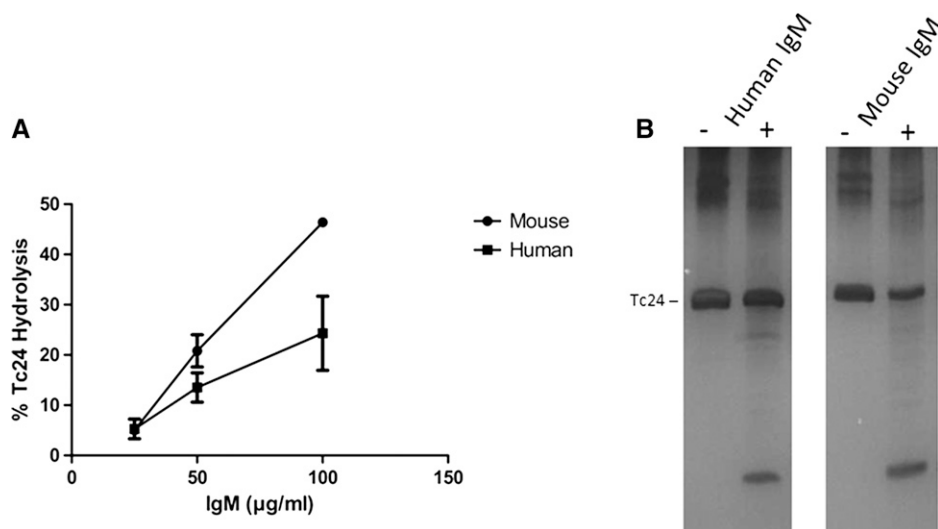 A
% Tc24 Hydrolysis
50
40
30
20
10
0
0 50 100 150
IgM (µg/ml)
Mouse
Human
B
Human IgM
- +
Mouse IgM
- +
Tc24 –